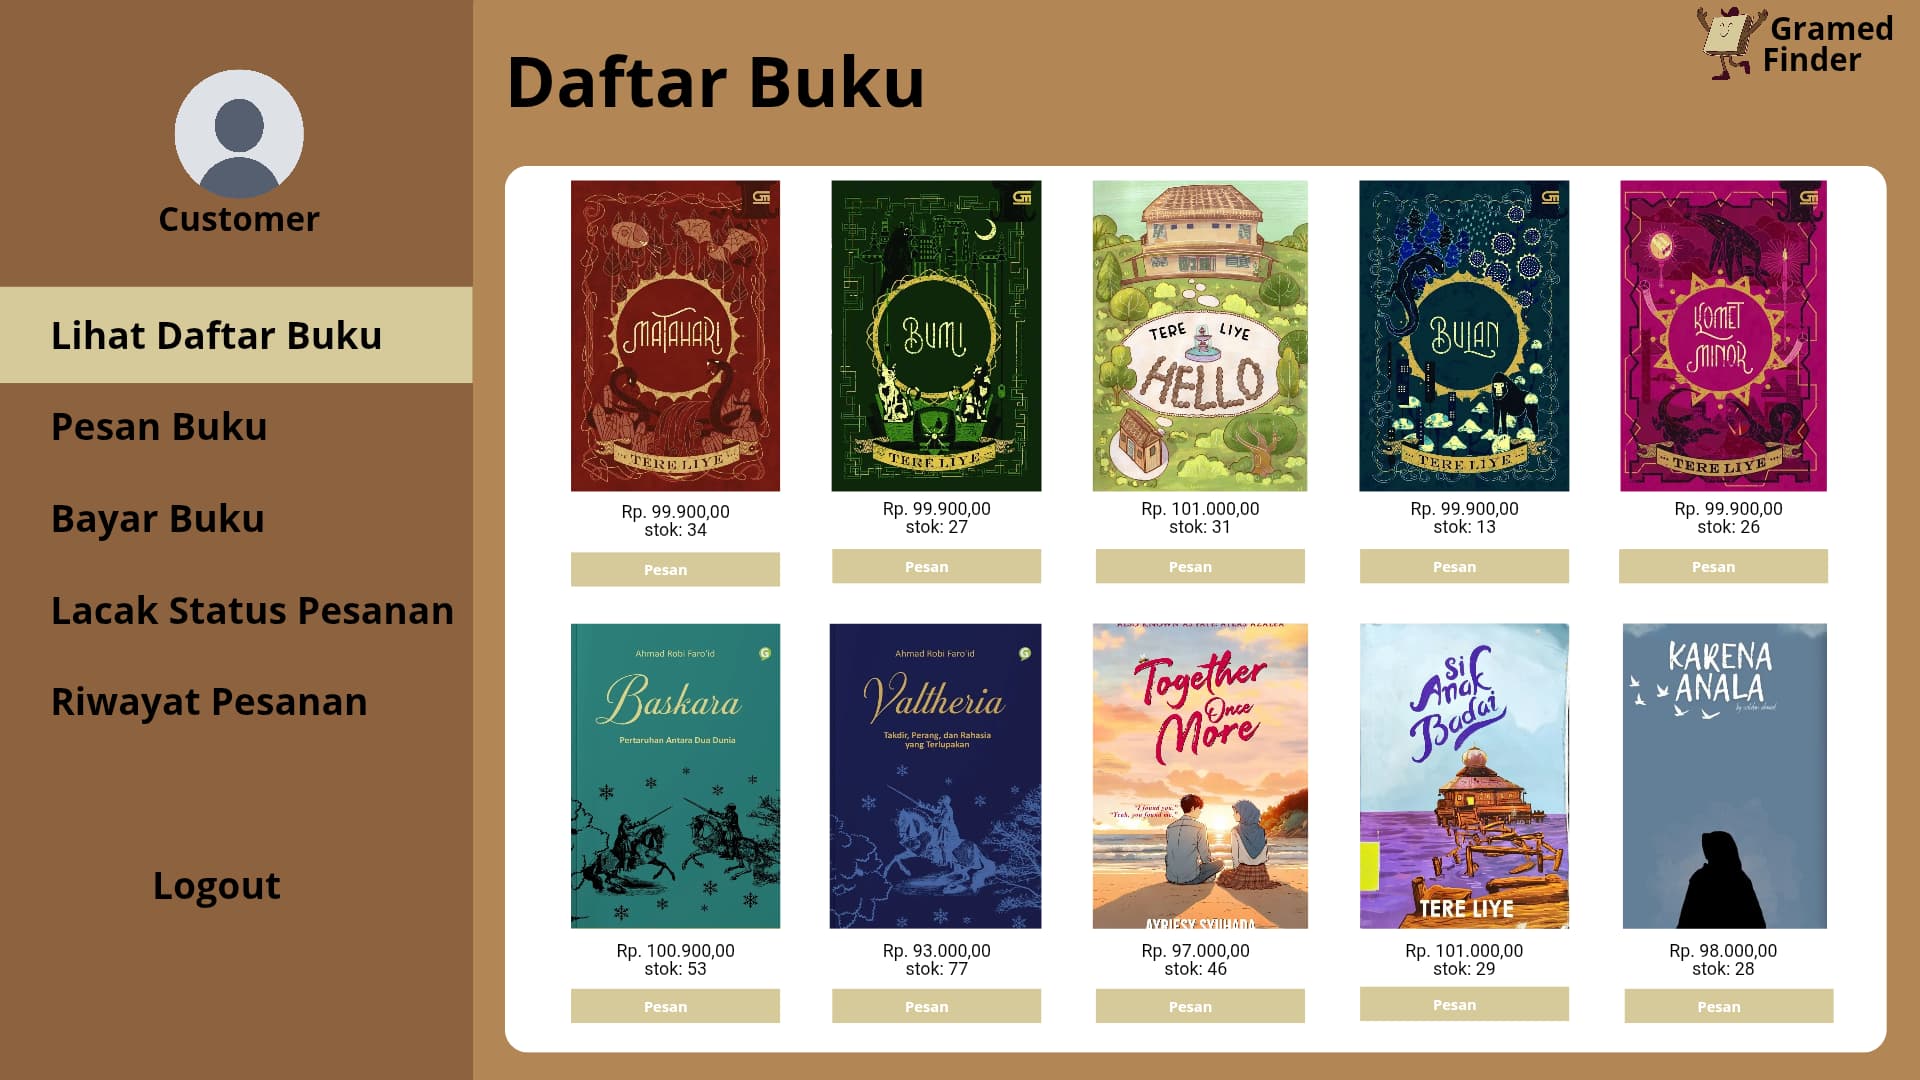 Gramed
Finder
Daftar Buku
Customer
Lihat Daftar Buku
Pesan Buku
Bayar Buku
Lacak Status Pesanan
Riwayat Pesanan
Logout
MATAHARI
TERE LIYE
Rp. 99.900,00
stok: 34
Pesan
BUMI
TERE LIYE
Rp. 99.900,00
stok: 27
Pesan
TERE LIYE
HELLO
Rp. 101.000,00
stok: 31
Pesan
BULAN
TERE LIYE
Rp. 99.900,00
stok: 13
Pesan
KOMET
MINOR
TERE LIYE
Rp. 99.900,00
stok: 26
Pesan
Ahmad Robi Faro'id
Baskara
Pertaruhan Antara Dua Dunia
Rp. 100.900,00
stok: 53
Pesan
Ahmad Robi Faro'id
Valtheria
Takdir, Perang, dan Rahasia
yang Terlupakan
Rp. 93.000,00
stok: 77
Pesan
Together
Once
More
"I found you."
"Yeah, you found me."
Rp. 97.000,00
stok: 46
Pesan
Si
Anak
Badai
TERE LIYE
Rp. 101.000,00
stok: 29
Pesan
KARENA
ANALA
Rp. 98.000,00
stok: 28
Pesan